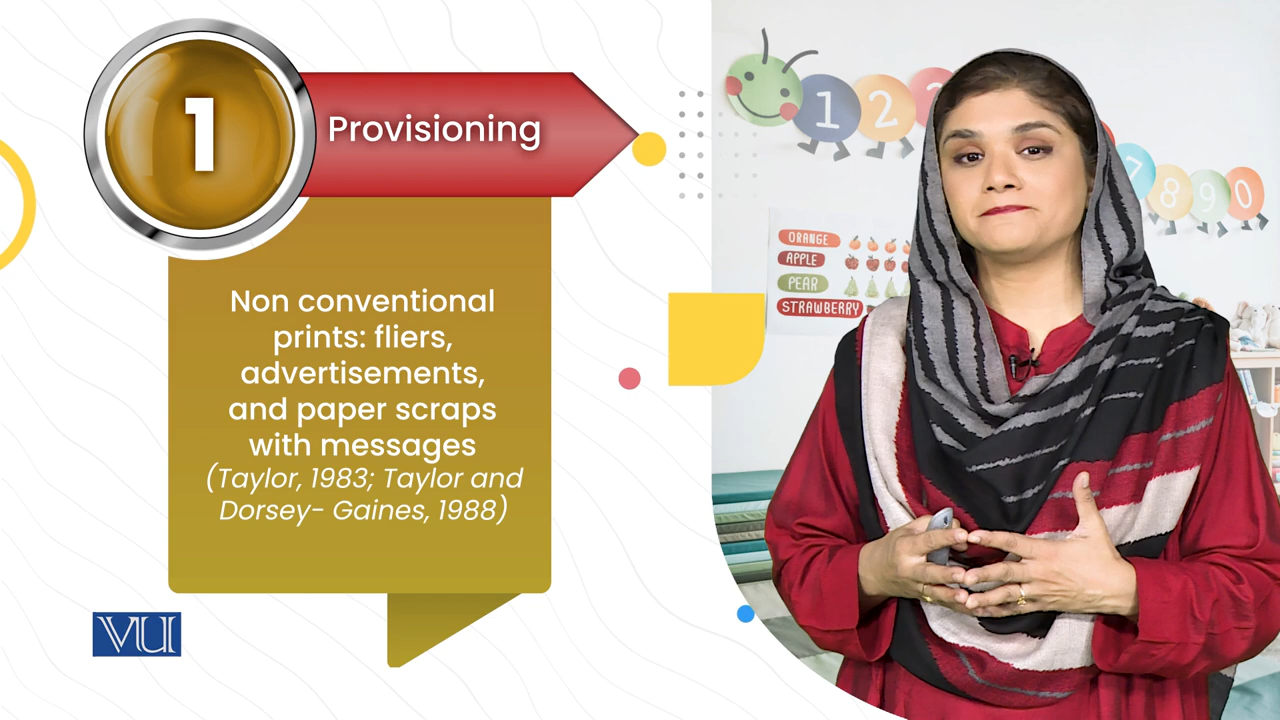 1
Provisioning
Non conventional
prints: fliers,
advertisements,
and paper scraps
with messages
(Taylor, 1983; Taylor and
Dorsey- Gaines, 1988)
VU
1 2
7 8 9 0
ORANGE
APPLE
PEAR
STRAWBERRY